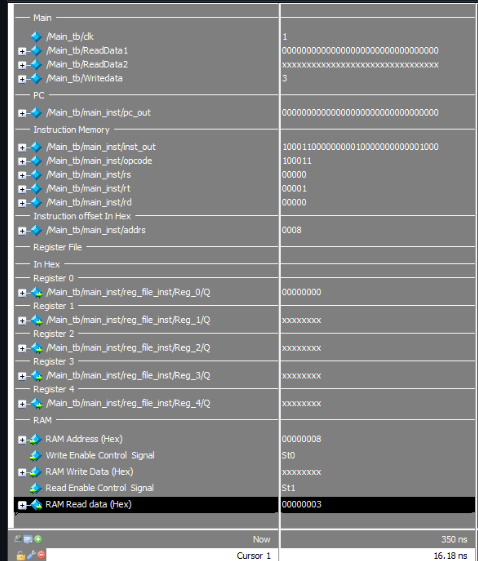 Main
/Main_tb/clk 1
/Main_tb/ReadData1 00000000000000000000000000000000
/Main_tb/ReadData2 xxxxxxxxxxxxxxxxxxxxxxxxxxxxxxxx
/Main_tb/Writedata 3
PC
/Main_tb/main_inst/pc_out 00000000000000000000000000000000
Instruction Memory
/Main_tb/main_inst/inst_out 10001100000000010000000000001000
/Main_tb/main_inst/opcode 100011
/Main_tb/main_inst/rs 00000
/Main_tb/main_inst/rt 00001
/Main_tb/main_inst/rd 00000
Instruction offset In Hex
/Main_tb/main_inst/addrs 0008
Register File
In Hex
Register 0
/Main_tb/main_inst/reg_file_inst/Reg_0/Q 00000000
Register 1
/Main_tb/main_inst/reg_file_inst/Reg_1/Q xxxxxxxx
Register 2
/Main_tb/main_inst/reg_file_inst/Reg_2/Q xxxxxxxx
Register 3
/Main_tb/main_inst/reg_file_inst/Reg_3/Q xxxxxxxx
Register 4
/Main_tb/main_inst/reg_file_inst/Reg_4/Q xxxxxxxx
RAM
RAM Address (Hex) 00000008
Write Enable Control Signal St0
RAM Write Data (Hex) xxxxxxxx
Read Enable Control Signal St1
RAM Read data (Hex) 00000003
Now 350 ns
Cursor 1 16.18 ns